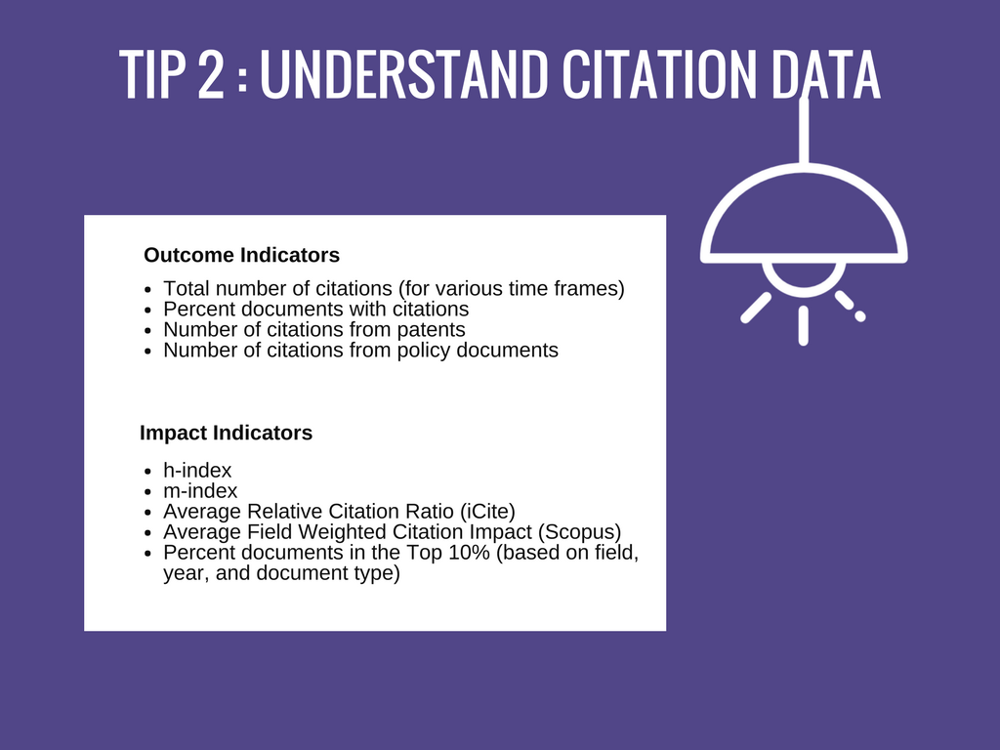 TIP 2 : UNDERSTAND CITATION DATA
Outcome Indicators
• Total number of citations (for various time frames)
• Percent documents with citations
• Number of citations from patents
• Number of citations from policy documents
Impact Indicators
• h-index
• m-index
• Average Relative Citation Ratio (iCite)
• Average Field Weighted Citation Impact (Scopus)
• Percent documents in the Top 10% (based on field,
year, and document type)